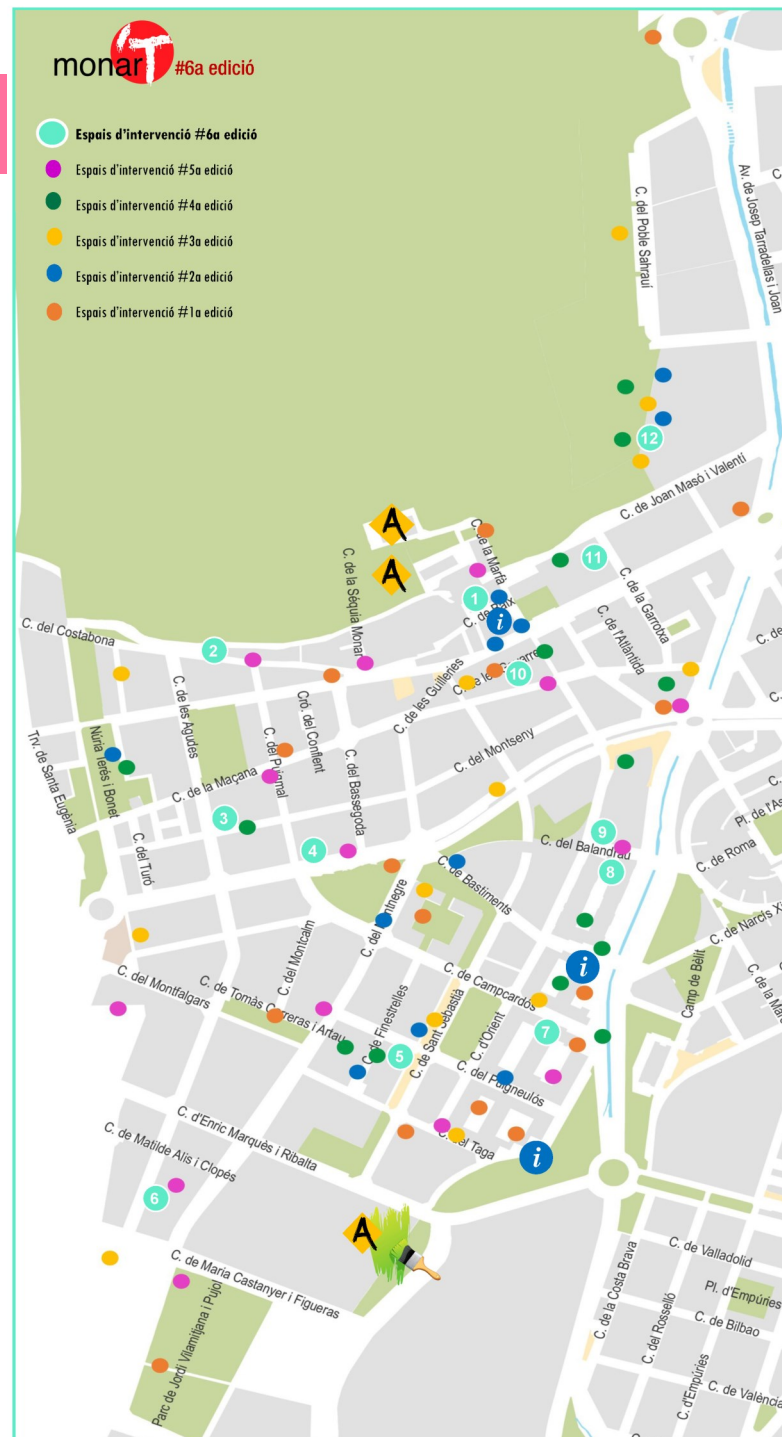 monarT #6a edició
Espais d'intervenció #6a edició
Espais d'intervenció #5a edició
Espais d'intervenció #4a edició
Espais d'intervenció #3a edició
Espais d'intervenció #2a edició
Espais d'intervenció #1a edició
C. del Poble Sahrauí
Av. de Josep Tarradellas i Joan
12
C. de Joan Masó i Valentí
A
C. de la Marfà
11
A
C. de la Garrotxa
C. de la Séquia Monar
1
C. de Baix
i
C. de l'Atlàntida
C. del Costabona
2
10
C. de les Guilleries
C. de les Agudes
Cró. del Conflent
C. del Montseny
Núria Terés i Bonet
C. del Puigmal
Trv. de Santa Eugènia
C. de la Maçana
C. del Bassegoda
3
9
C. del Balandrau
C. de Roma
4
8
C. del Turó
C. de Bastiments
C. de Narcís Xi
C. del Montnegre
C. del Montcalm
i
C. de Campcardós
Camp de Bèlit
C. del Montfalgars
C. de Tomàs Carreras i Artau
C. de Finestrelles
C. de Sant Sebastià
C. d'Orient
7
5
C. del Puigneulós
C. d'Enric Marquès i Ribalta
C. del Taga
C. de Matilde Alis i Clopés
i
6
A
C. de Maria Castanyer i Figueras
Parc de Jordi Vilamitjana i Pujol
C. de Valladolid
C. de la Costa Brava
Pl. d'Empúries
C. del Rosselló
C. de Bilbao
C. d'Empúries
C. de València